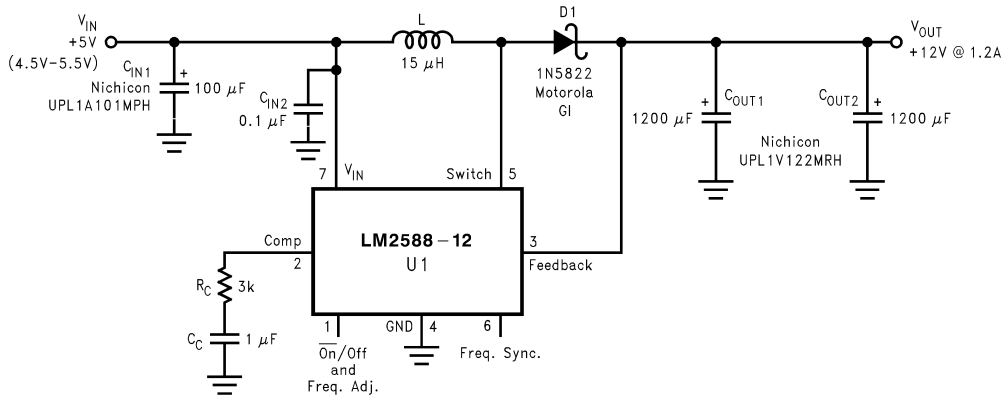 V_IN
+5V
(4.5V-5.5V)
C_IN1
Nichicon
UPL1A101MPH
+
100 μF
C_IN2
0.1 μF
L
15 μH
D1
1N5822
Motorola
GI
V_OUT
+12V @ 1.2A
+
C_OUT1
1200 μF
C_OUT2
+
1200 μF
Nichicon
UPL1V122MRH
7
V_IN
Switch
5
LM2588-12
U1
Comp
2
3
Feedback
R_C
3k
C_C
1 μF
1
On/Off
and
Freq. Adj.
GND
4
6
Freq. Sync.